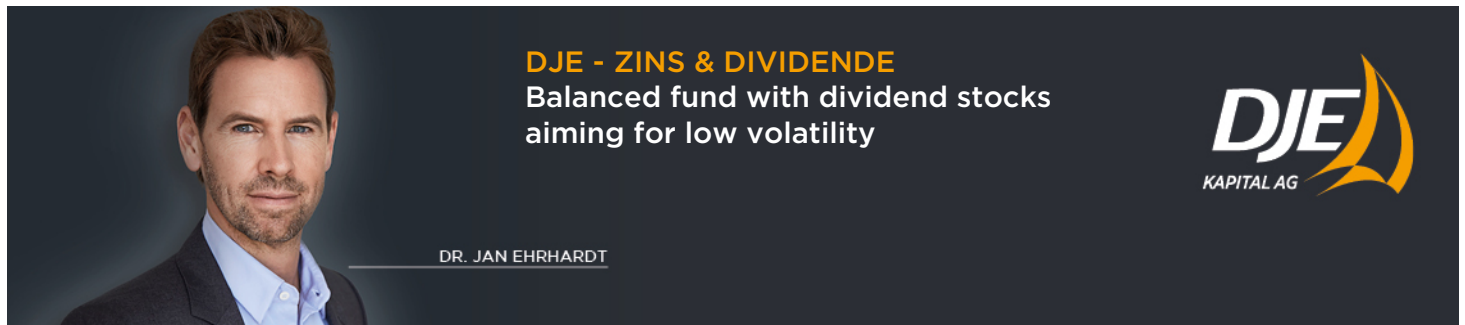 DJE - ZINS & DIVIDENDE
Balanced fund with dividend stocks
aiming for low volatility
DJE
KAPITAL AG
DR. JAN EHRHARDT